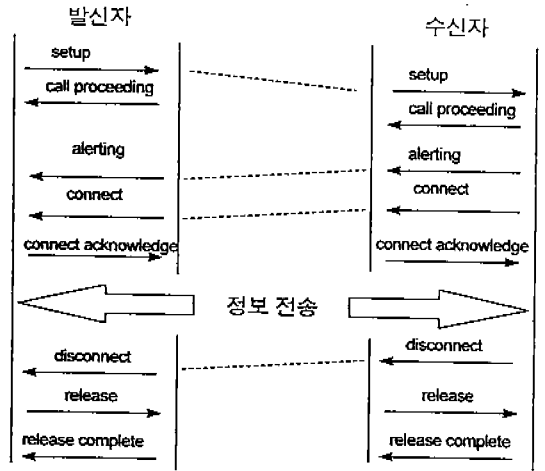 발신자
수신자
setup
call proceeding
setup
call proceeding
alerting
connect
connect acknowledge
alerting
connect
connect acknowledge
정보 전송
disconnect
release
release complete
disconnect
release
release complete